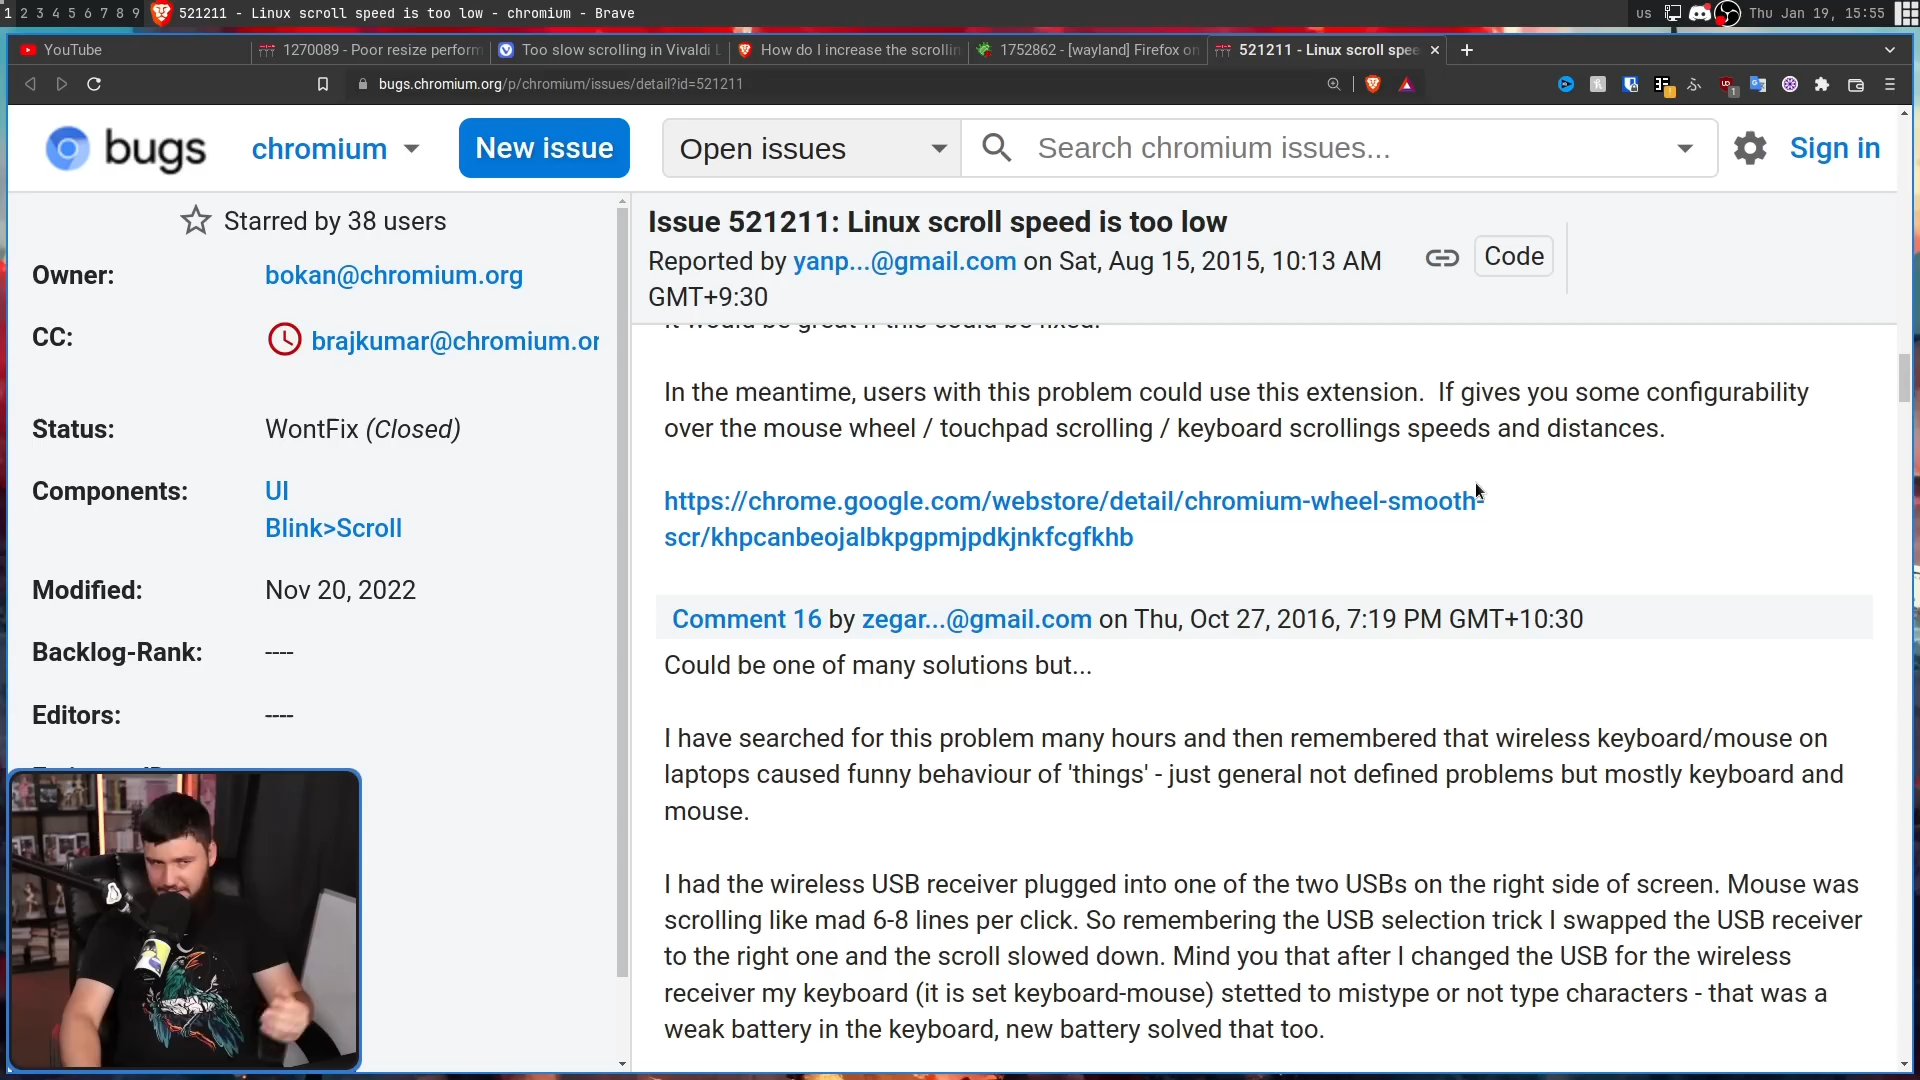 1 2 3 4 5 6 7 8 9 521211 - Linux scroll speed is too low - chromium - Brave us Thu Jan 19, 15:55
YouTube 1270089 - Poor resize perform Too slow scrolling in Vivaldi L How do I increase the scrollin 1752862 - [wayland] Firefox on 521211 - Linux scroll spee
bugs.chromium.org/p/chromium/issues/detail?id=521211
bugs chromium New issue Open issues Search chromium issues... Sign in
Starred by 38 users
Owner: bokan@chromium.org
CC: brajkumar@chromium.or
Status: WontFix (Closed)
Components: UI
Blink>Scroll
Modified: Nov 20, 2022
Backlog-Rank: ----
Editors: ----
Issue 521211: Linux scroll speed is too low
Reported by yanp...@gmail.com on Sat, Aug 15, 2015, 10:13 AM
GMT+9:30
Code
It would be great if this could be fixed.
In the meantime, users with this problem could use this extension.  If gives you some configurability
over the mouse wheel / touchpad scrolling / keyboard scrollings speeds and distances.
https://chrome.google.com/webstore/detail/chromium-wheel-smooth-
scr/khpcanbeojalbkpgpmjpdkjnkfcgfkhb
Comment 16 by zegar...@gmail.com on Thu, Oct 27, 2016, 7:19 PM GMT+10:30
Could be one of many solutions but...
I have searched for this problem many hours and then remembered that wireless keyboard/mouse on
laptops caused funny behaviour of 'things' - just general not defined problems but mostly keyboard and
mouse.
I had the wireless USB receiver plugged into one of the two USBs on the right side of screen. Mouse was
scrolling like mad 6-8 lines per click. So remembering the USB selection trick I swapped the USB receiver
to the right one and the scroll slowed down. Mind you that after I changed the USB for the wireless
receiver my keyboard (it is set keyboard-mouse) stetted to mistype or not type characters - that was a
weak battery in the keyboard, new battery solved that too.